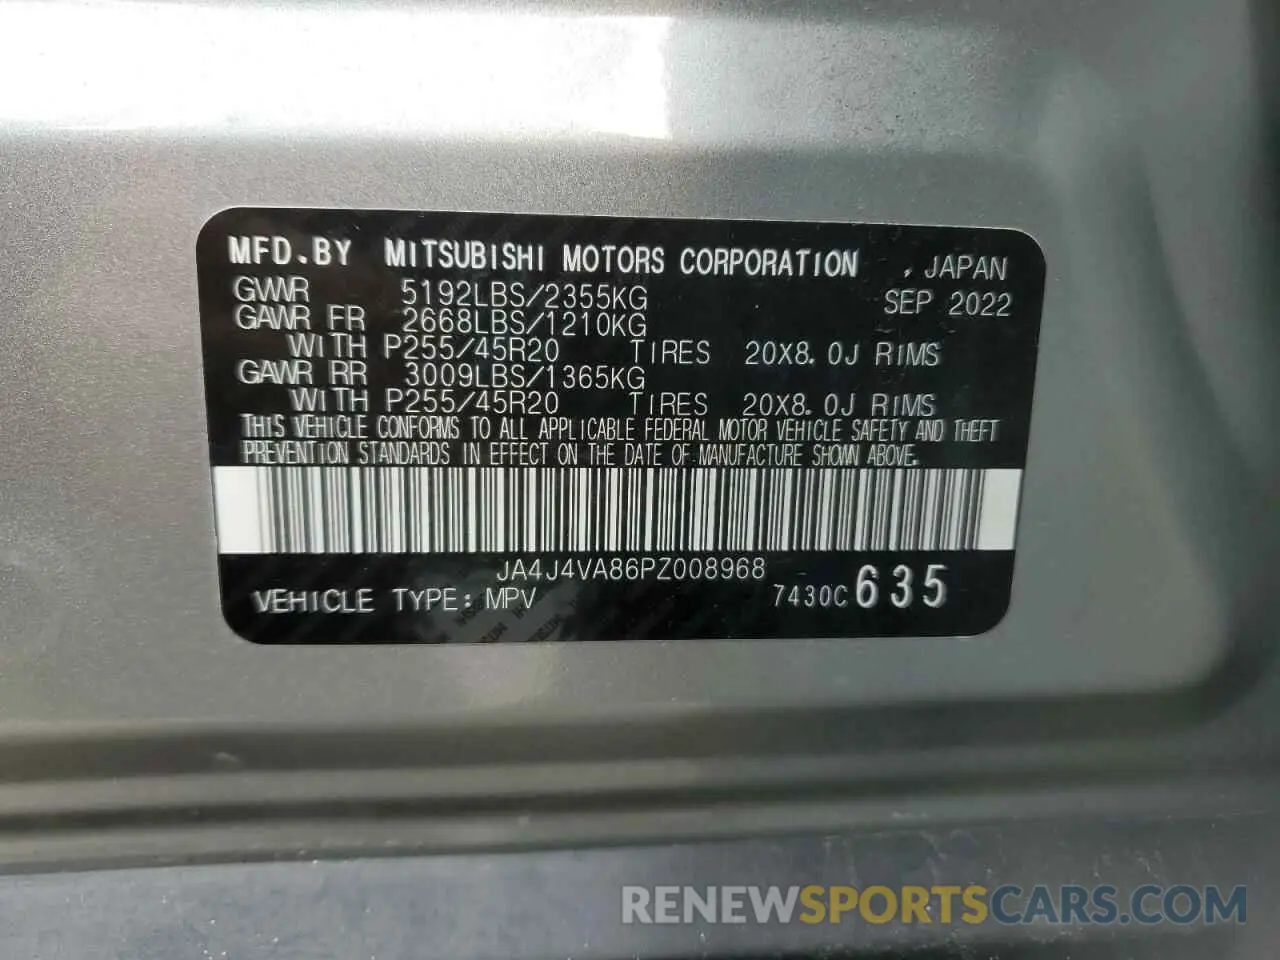 MFD.BY MITSUBISHI MOTORS CORPORATION , JAPAN
GVWR 5192LBS/2355KG SEP 2022
GAWR FR 2668LBS/1210KG
WITH P255/45R20 TIRES 20X8.0J RIMS
GAWR RR 3009LBS/1365KG
WITH P255/45R20 TIRES 20X8.0J RIMS
THIS VEHICLE CONFORMS TO ALL APPLICABLE FEDERAL MOTOR VEHICLE SAFETY AND THEFT
PREVENTION STANDARDS IN EFFECT ON THE DATE OF MANUFACTURE SHOWN ABOVE.
JA4J4VA86PZ008968
VEHICLE TYPE: MPV 7430C 635
RENEWSPORTSCARS.COM